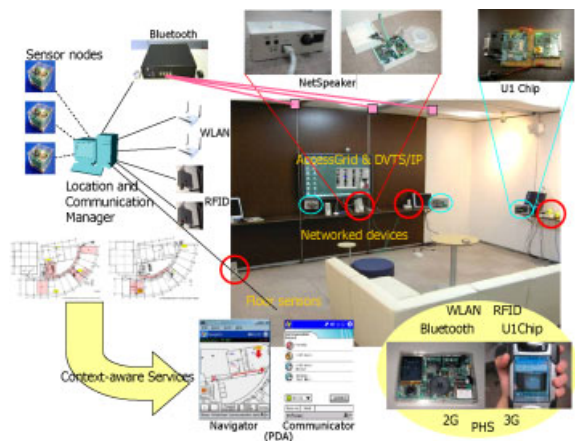 Bluetooth
Sensor nodes
NetSpeaker
U1 Chip
WLAN
AccessGrid & DVTS/IP
Location and
Communication
Manager
RFID
Networked devices
Floor sensors
WLAN RFID
Bluetooth U1Chip
Context-aware Services
2G PHS 3G
Navigator Communicator
(PDA)